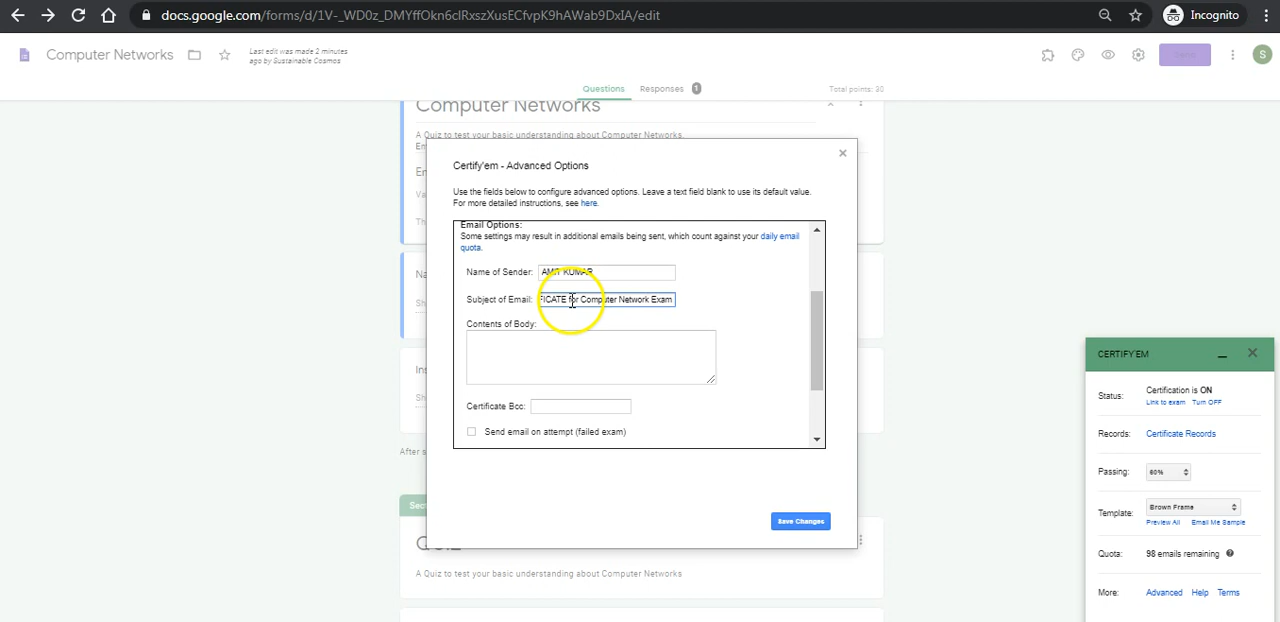 docs.google.com/forms/d/1V-_WD0z_DMYffOkn6clRxszXusECfvpK9hAWab9DxIA/edit
Incognito
Computer Networks
Last edit was made 2 minutes
ago by Sustainable Cosmos
S
Questions
Responses 1
Total points: 30
Computer Networks
A Quiz to test your basic understanding about Computer Networks.
Certify'em - Advanced Options
Use the fields below to configure advanced options. Leave a text field blank to use its default value.
For more detailed instructions, see here.
Email Options:
Some settings may result in additional emails being sent, which count against your daily email
quota.
Name of Sender: AMIT KUMAR
Subject of Email: FICATE for Computer Network Exam
Contents of Body:
Certificate Bcc:
Send email on attempt (failed exam)
Save Changes
After s
Sec
A Quiz to test your basic understanding about Computer Networks
CERTIFY'EM
Status: Certification is ON
Link to exam Turn OFF
Records: Certificate Records
Passing: 60%
Template: Brown Frame
Preview All Email Me Sample
Quota: 98 emails remaining
More: Advanced Help Terms